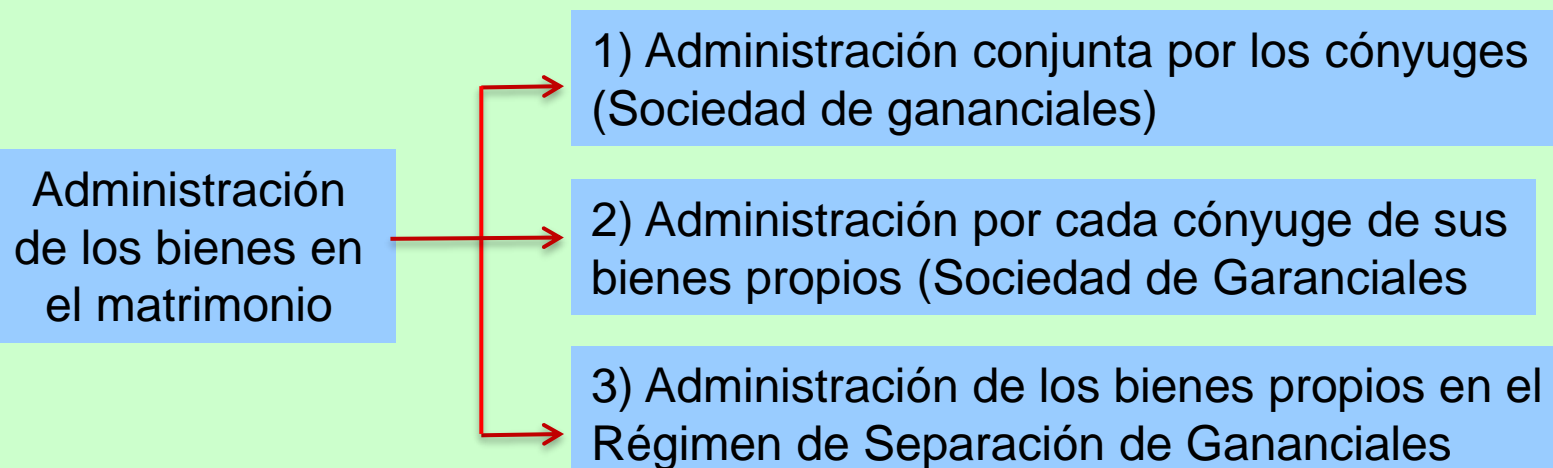 Administración
de los bienes en
el matrimonio
1) Administración conjunta por los cónyuges
(Sociedad de gananciales)
2) Administración por cada cónyuge de sus
bienes propios (Sociedad de Garanciales
3) Administración de los bienes propios en el
Régimen de Separación de Gananciales